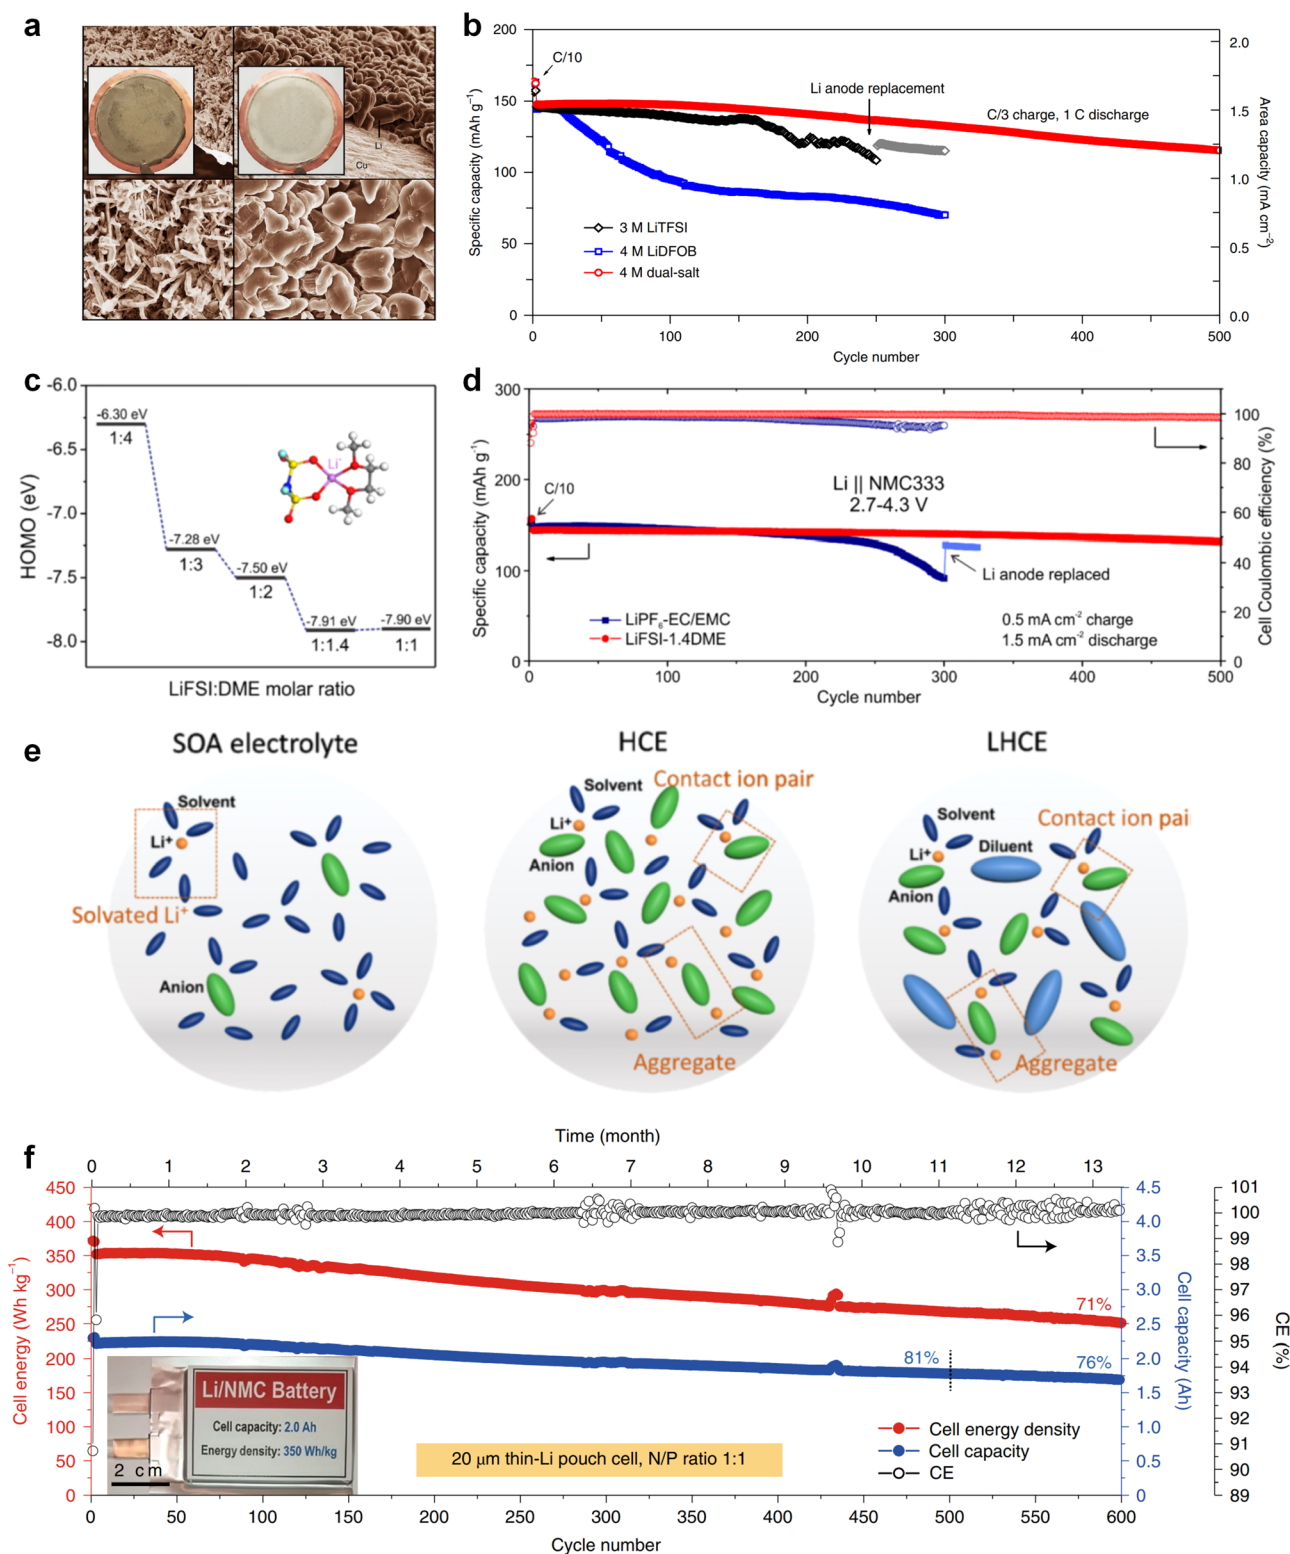 a
Li
Cu
b
200
150
100
50
0
Specific capacity (mAh g⁻¹)
C/10
Li anode replacement
C/3 charge, 1 C discharge
3 M LiTFSI
4 M LiDFOB
4 M dual-salt
2.0
1.5
1.0
0.5
0.0
Area capacity (mA cm⁻²)
0 100 200 300 400 500
Cycle number
c
-6.0
-6.5
-7.0
-7.5
-8.0
HOMO (eV)
-6.30 eV
1:4
-7.28 eV
1:3
-7.50 eV
1:2
-7.91 eV
1:1.4
-7.90 eV
1:1
LiFSI:DME molar ratio
d
300
200
100
0
Specific capacity (mAh g⁻¹)
C/10
Li || NMC333
2.7-4.3 V
Li anode replaced
LiPF₆-EC/EMC
LiFSI-1.4DME
0.5 mA cm⁻² charge
1.5 mA cm⁻² discharge
100
80
60
40
20
0
Cell Coulombic efficiency (%)
0 100 200 300 400 500
Cycle number
e
SOA electrolyte
Solvent
Li⁺
Solvated Li⁺
Anion
HCE
Solvent
Contact ion pair
Li⁺
Anion
Aggregate
LHCE
Solvent
Contact ion pai
Li⁺
Diluent
Anion
Aggregate
f
Time (month)
0 1 2 3 4 5 6 7 8 9 10 11 12 13
450
400
350
300
250
200
150
100
50
0
Cell energy (Wh kg⁻¹)
71%
81%
76%
Li/NMC Battery
Cell capacity: 2.0 Ah
Energy density: 350 Wh/kg
2 cm
20 μm thin-Li pouch cell, N/P ratio 1:1
Cell energy density
Cell capacity
CE
4.5
4.0
3.5
3.0
2.5
2.0
1.5
1.0
0.5
0
Cell capacity (Ah)
101
100
99
98
97
96
95
94
93
92
91
90
89
CE (%)
0 50 100 150 200 250 300 350 400 450 500 550 600
Cycle number